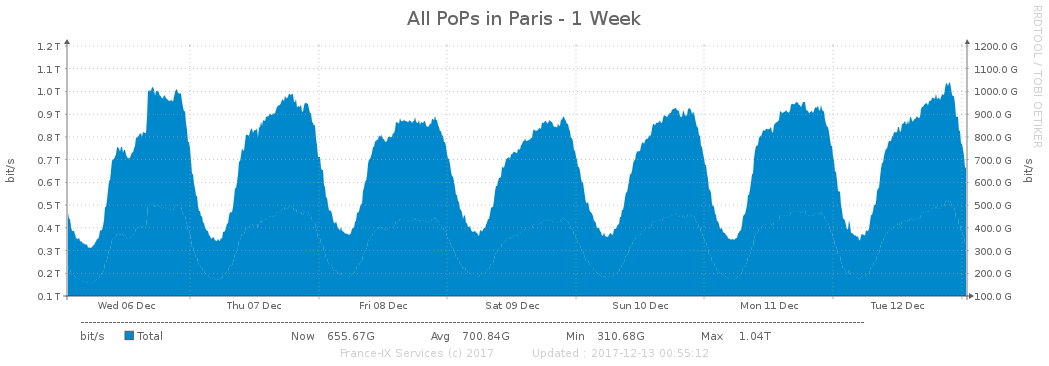 All PoPs in Paris - 1 Week
RRDTOOL / TOBI OETIKER
bit/s
1.2 T
1.1 T
1.0 T
0.9 T
0.8 T
0.7 T
0.6 T
0.5 T
0.4 T
0.3 T
0.2 T
0.1 T
1200.0 G
1100.0 G
1000.0 G
900.0 G
800.0 G
700.0 G
600.0 G
500.0 G
400.0 G
300.0 G
200.0 G
100.0 G
bit/s
Wed 06 Dec Thu 07 Dec Fri 08 Dec Sat 09 Dec Sun 10 Dec Mon 11 Dec Tue 12 Dec
bit/s Total Now 655.67G Avg 700.84G Min 310.68G Max 1.04T
France-IX Services (c) 2017 Updated : 2017-12-13 00:55:12